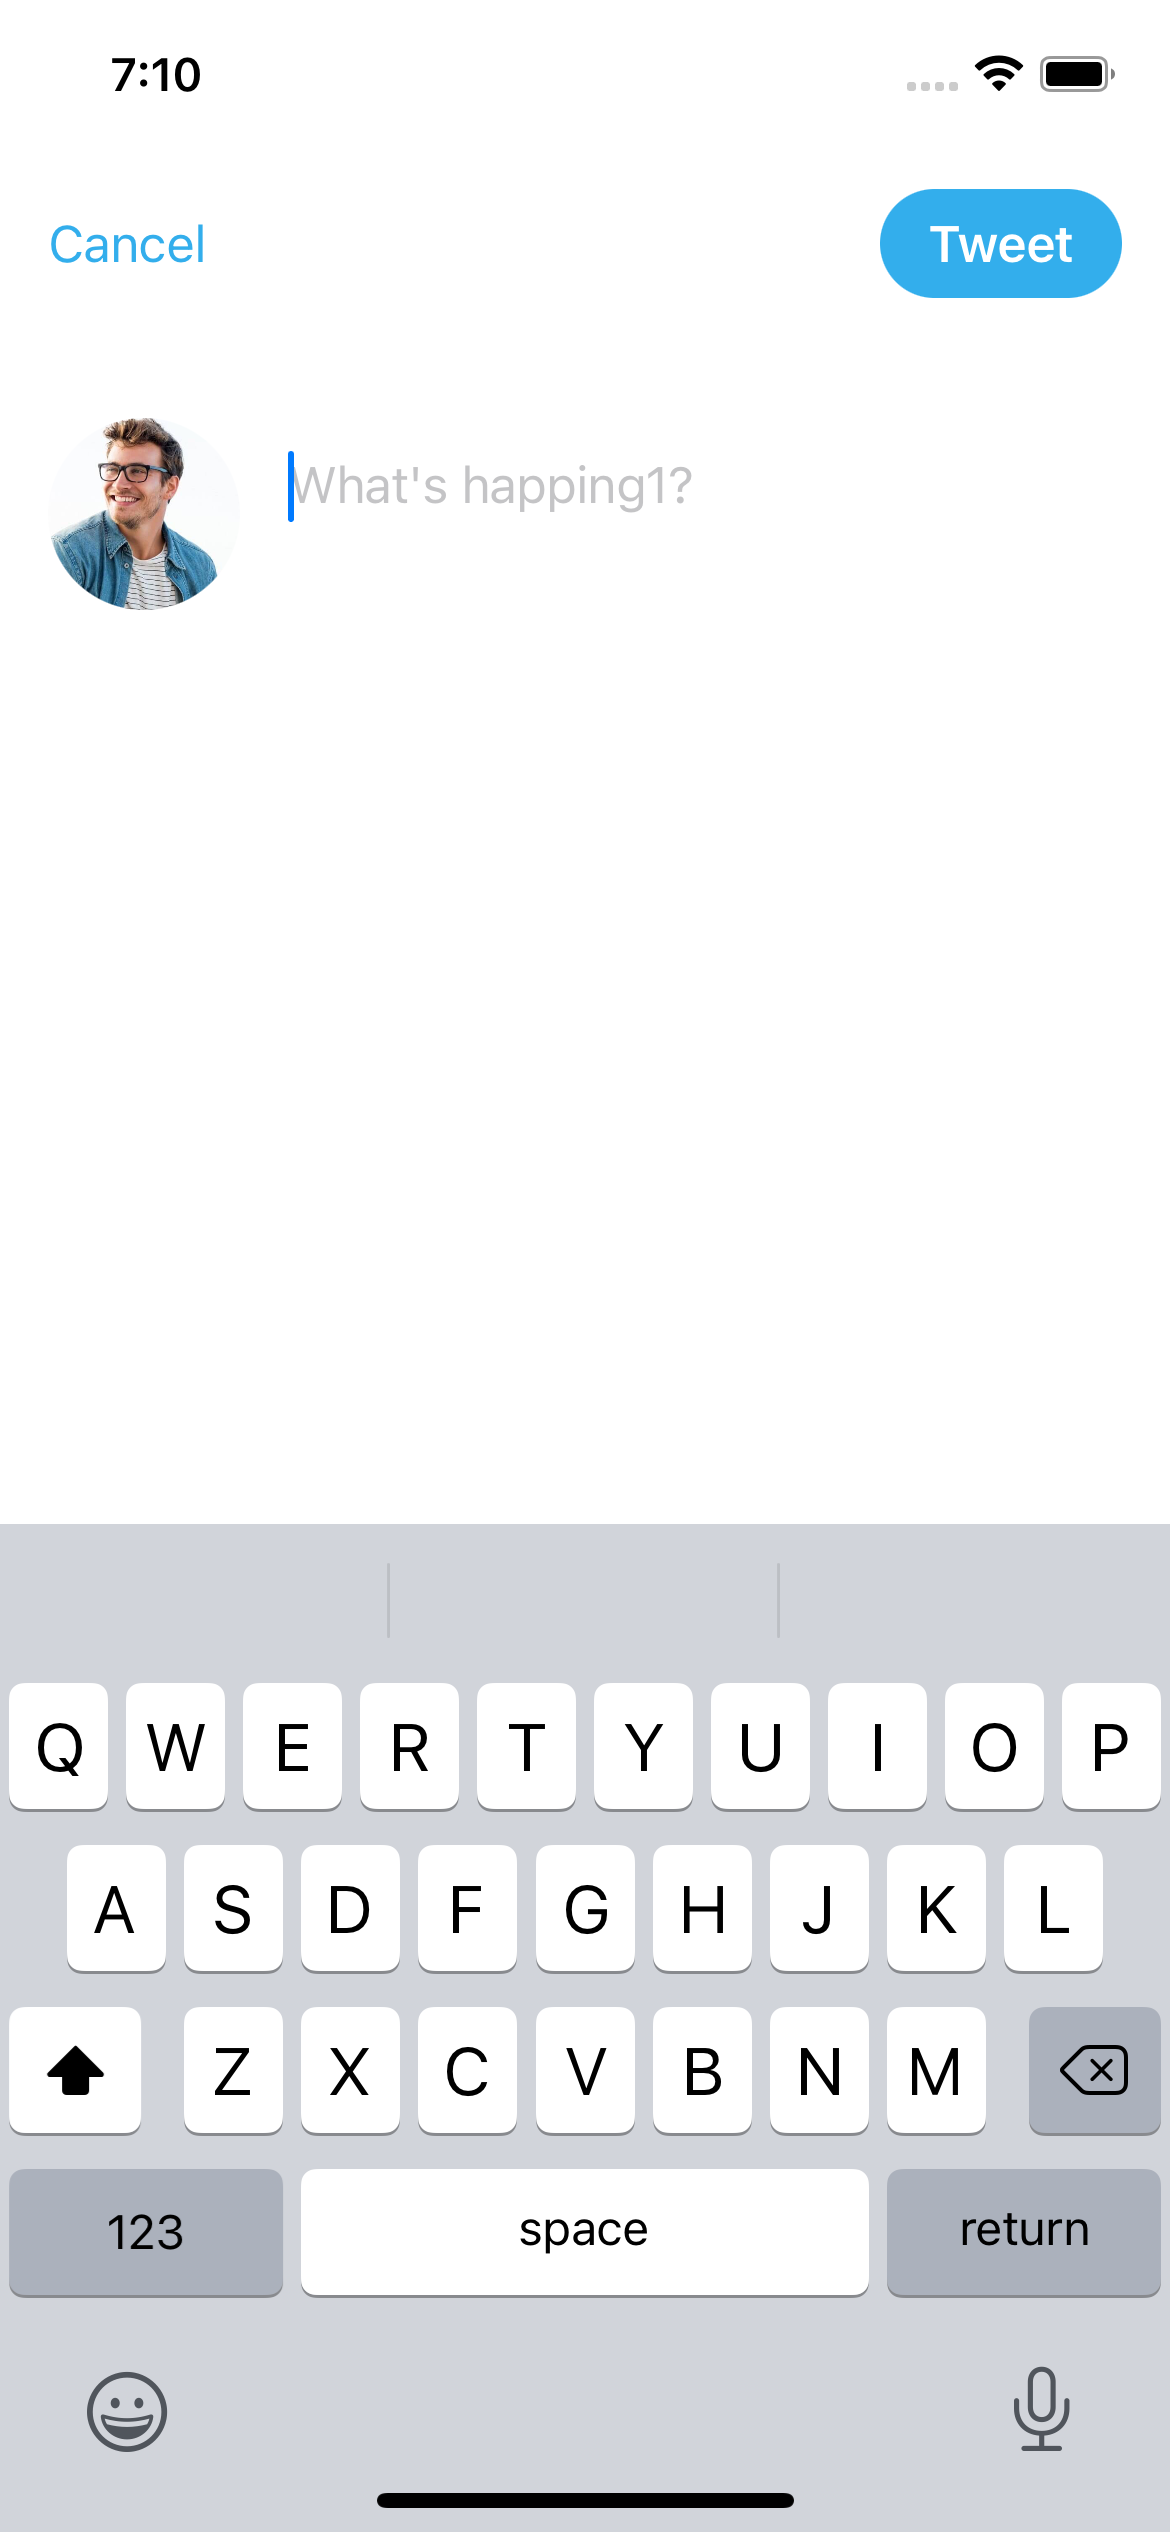 7:10
Cancel Tweet
What's happing1?
Q W E R T Y U I O P
A S D F G H J K L
Z X C V B N M
123 space return